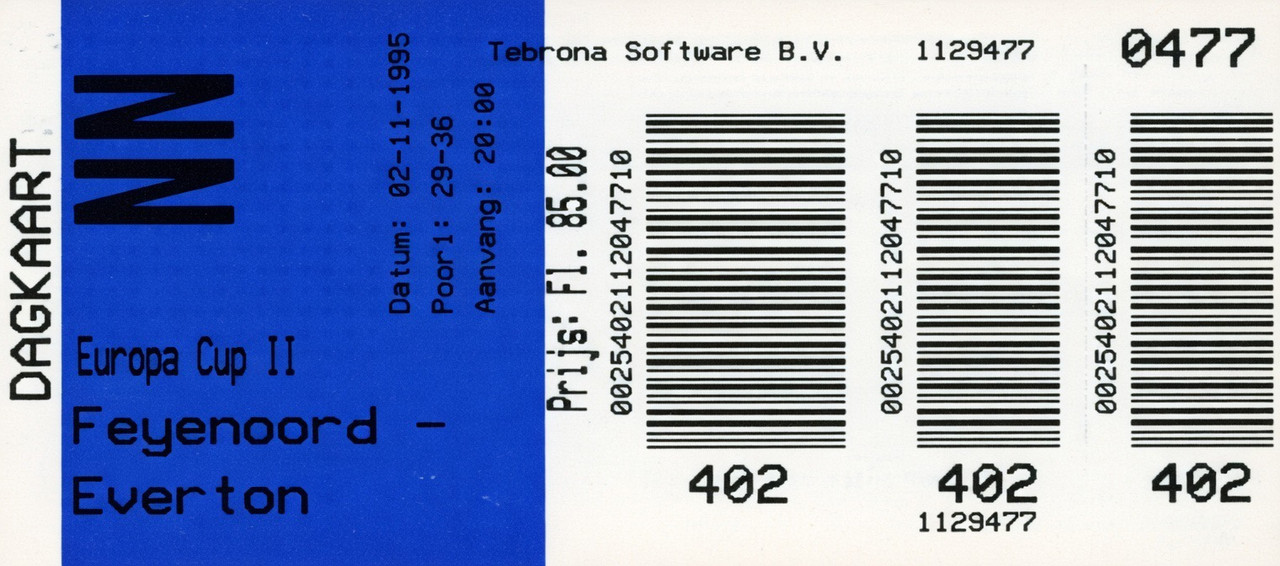 DAGKAART
NN
Datum: 02-11-1995
Poort: 29-36
Aanvang: 20:00
Europa Cup II
Feyenoord -
Everton
Prijs: Fl. 85.00
Tebrona Software B.V.
1129477
0477
0025402112047710
402
0025402112047710
402
1129477
0025402112047710
402